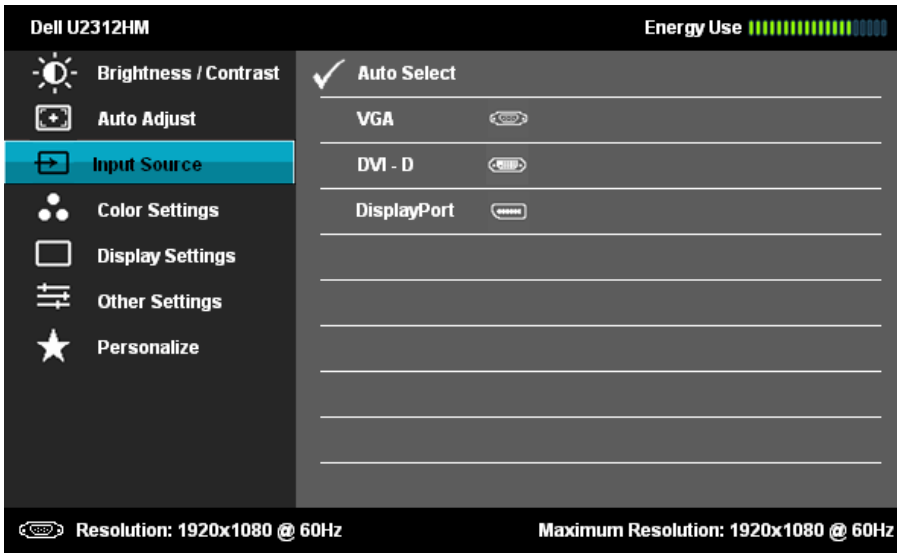 Dell U2312HM Energy Use
Brightness / Contrast Auto Select
Auto Adjust VGA
Input Source DVI - D
Color Settings DisplayPort
Display Settings
Other Settings
Personalize
Resolution: 1920x1080 @ 60Hz Maximum Resolution: 1920x1080 @ 60Hz